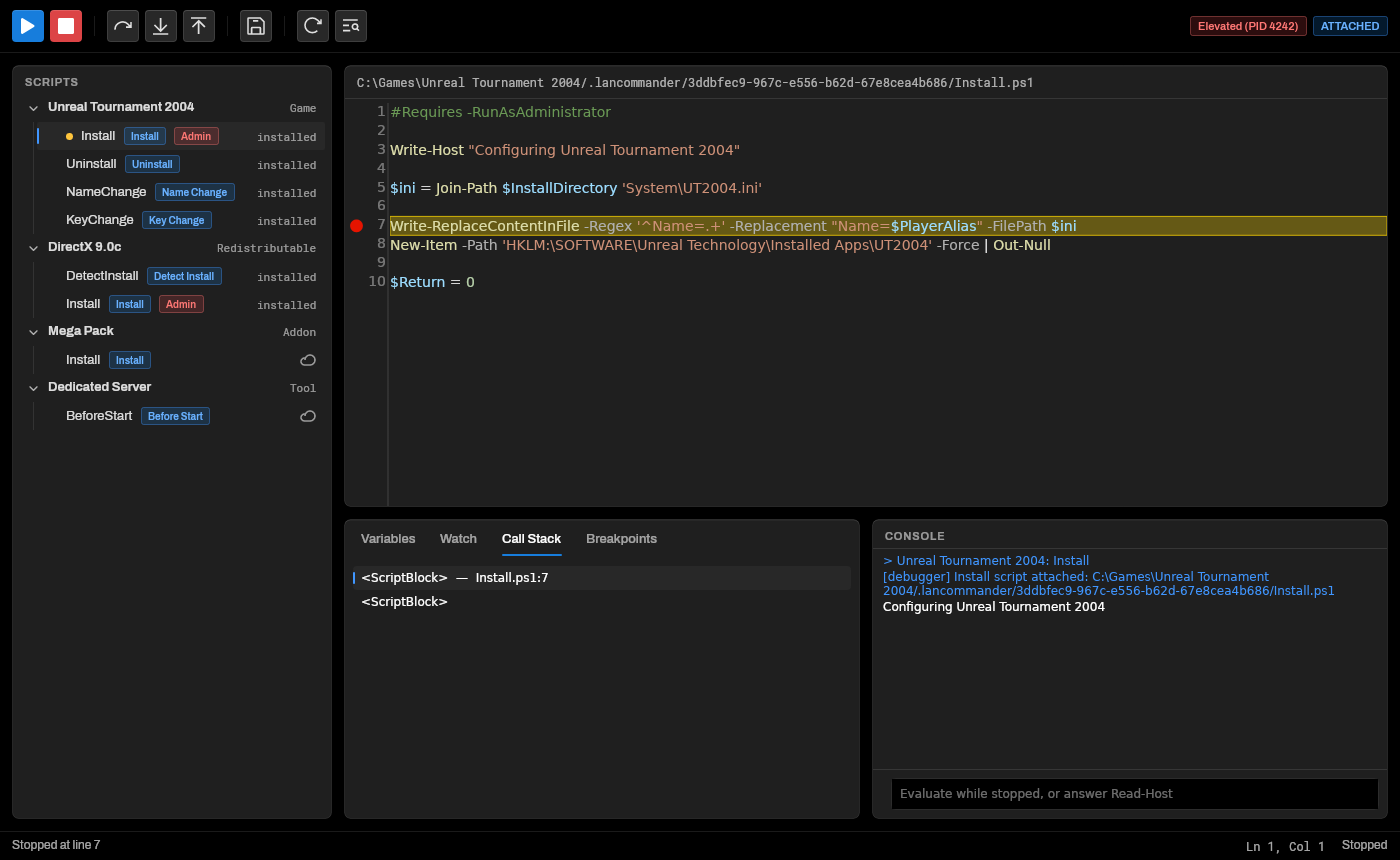 Elevated (PID 4242) ATTACHED
SCRIPTS
Unreal Tournament 2004 Game
Install Install Admin installed
Uninstall Uninstall installed
NameChange Name Change installed
KeyChange Key Change installed
DirectX 9.0c Redistributable
DetectInstall Detect Install installed
Install Install Admin installed
Mega Pack Addon
Install Install
Dedicated Server Tool
BeforeStart Before Start
C:\Games\Unreal Tournament 2004/.lancommander/3ddbfec9-967c-e556-b62d-67e8cea4b686/Install.ps1
1 #Requires -RunAsAdministrator
2
3 Write-Host "Configuring Unreal Tournament 2004"
4
5 $ini = Join-Path $InstallDirectory 'System\UT2004.ini'
6
7 Write-ReplaceContentInFile -Regex '^Name=.+' -Replacement "Name=$PlayerAlias" -FilePath $ini
8 New-Item -Path 'HKLM:\SOFTWARE\Unreal Technology\Installed Apps\UT2004' -Force | Out-Null
9
10 $Return = 0
Variables Watch Call Stack Breakpoints
<ScriptBlock> — Install.ps1:7
<ScriptBlock>
CONSOLE
> Unreal Tournament 2004: Install
[debugger] Install script attached: C:\Games\Unreal Tournament
2004/.lancommander/3ddbfec9-967c-e556-b62d-67e8cea4b686/Install.ps1
Configuring Unreal Tournament 2004
Evaluate while stopped, or answer Read-Host
Stopped at line 7 Ln 1, Col 1 Stopped